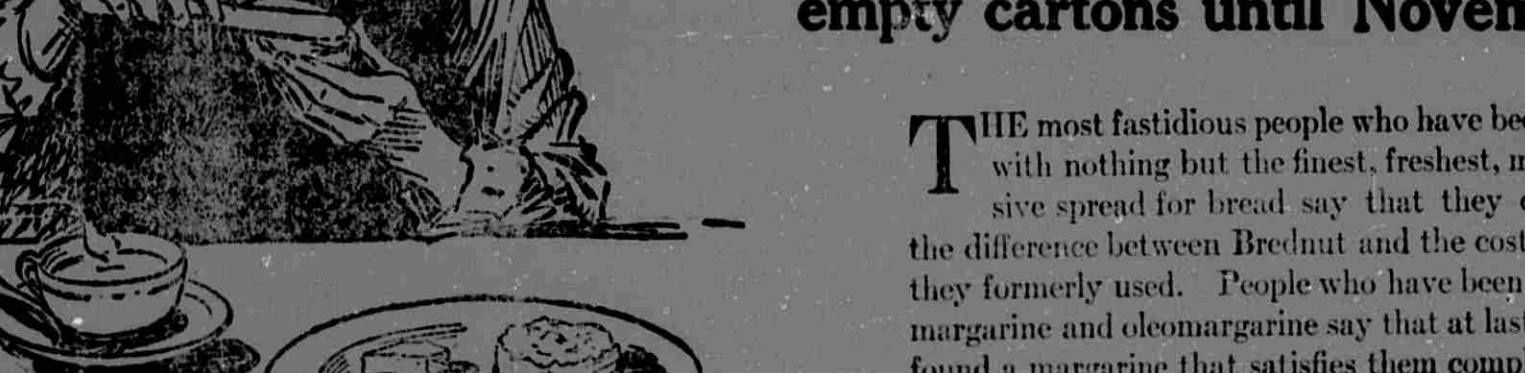 empty cartons until Novem
THE most fastidious people who have bee
with nothing but the finest, freshest, m
sive spread for bread say that they c
the difference between Brednut and the cost
they formerly used. People who have been
margarine and oleomargarine say that at last
found a margarine that satisfies them compl